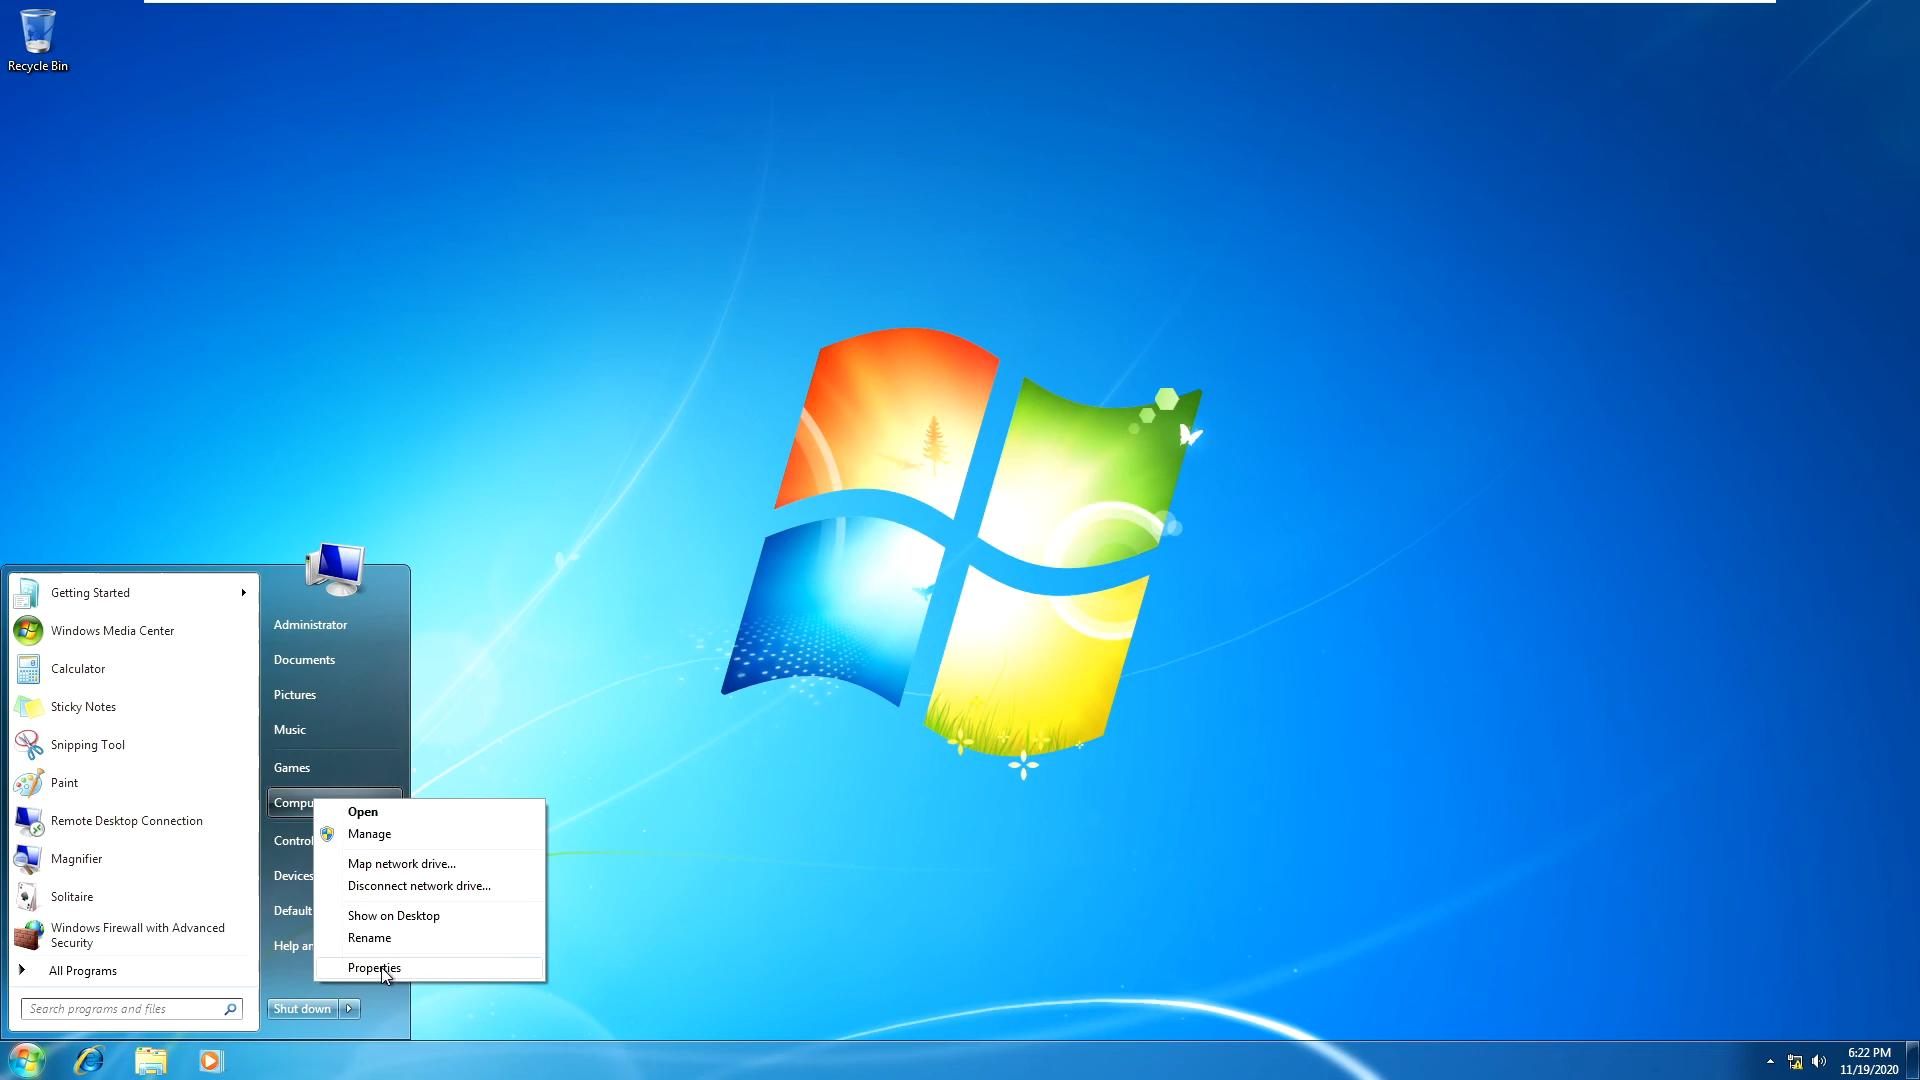 Recycle Bin
Getting Started
Windows Media Center
Calculator
Sticky Notes
Snipping Tool
Paint
Remote Desktop Connection
Magnifier
Solitaire
Windows Firewall with Advanced
Security
All Programs
Search programs and files
Administrator
Documents
Pictures
Music
Games
Compu
Control
Devices
Default
Help an
Shut down
Open
Manage
Map network drive...
Disconnect network drive...
Show on Desktop
Rename
Properties
6:22 PM
11/19/2020